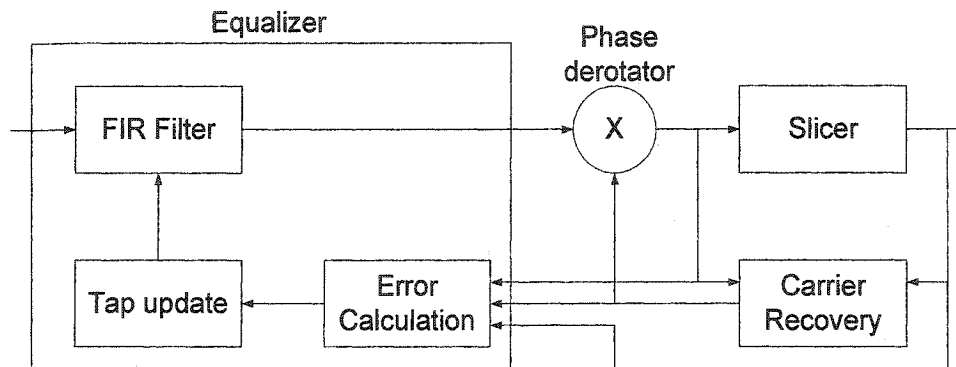 Equalizer
Phase
derotator
FIR Filter
X
Slicer
Tap update
Error
Calculation
Carrier
Recovery